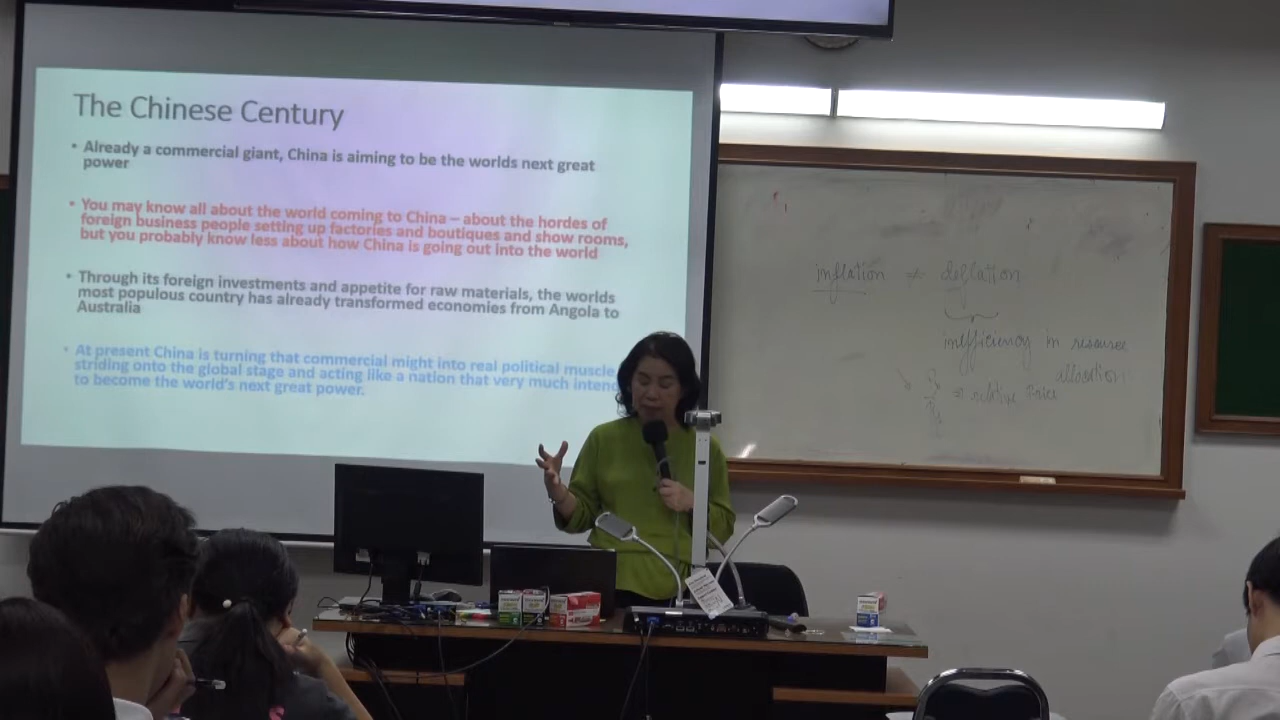 The Chinese Century
• Already a commercial giant, China is aiming to be the worlds next great
power
• You may know all about the world coming to China – about the hordes of
foreign business people setting up factories and boutiques and show rooms,
but you probably know less about how China is going out into the world
• Through its foreign investments and appetite for raw materials, the worlds
most populous country has already transformed economies from Angola to
Australia
• At present China is turning that commercial might into real political muscle,
striding onto the global stage and acting like a nation that very much
to become the world's next great power.
inflation ≠ deflation
inefficiency in resource
allocation
= relative Price